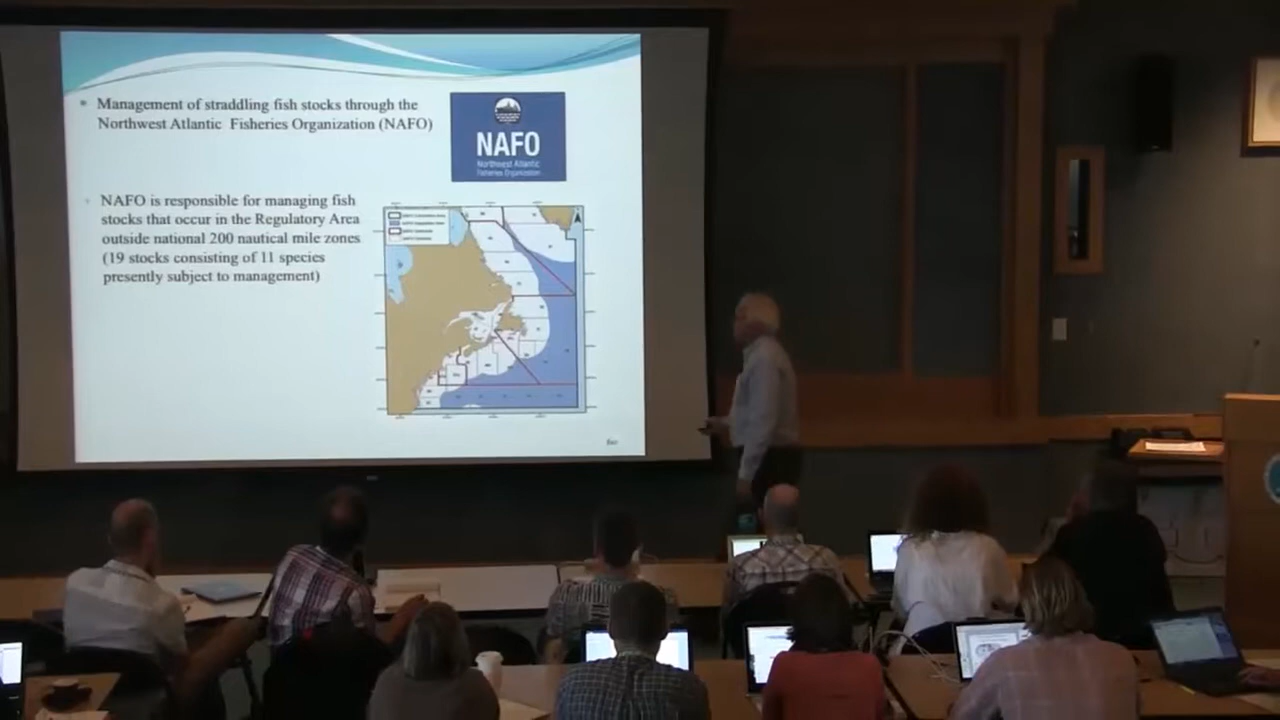 Management of straddling fish stocks through the
Northwest Atlantic Fisheries Organization (NAFO)
NAFO
Northwest Atlantic
Fisheries Organization
NAFO is responsible for managing fish
stocks that occur in the Regulatory Area
outside national 200 nautical mile zones
(19 stocks consisting of 11 species
presently subject to management)